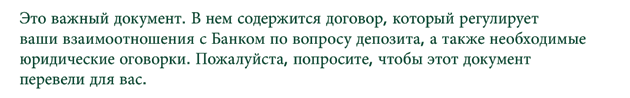 Это важный документ. В нем содержится договор, который регулирует
ваши взаимоотношения с Банком по вопросу депозита, а также необходимые
юридические оговорки. Пожалуйста, попросите, чтобы этот документ
перевели для вас.